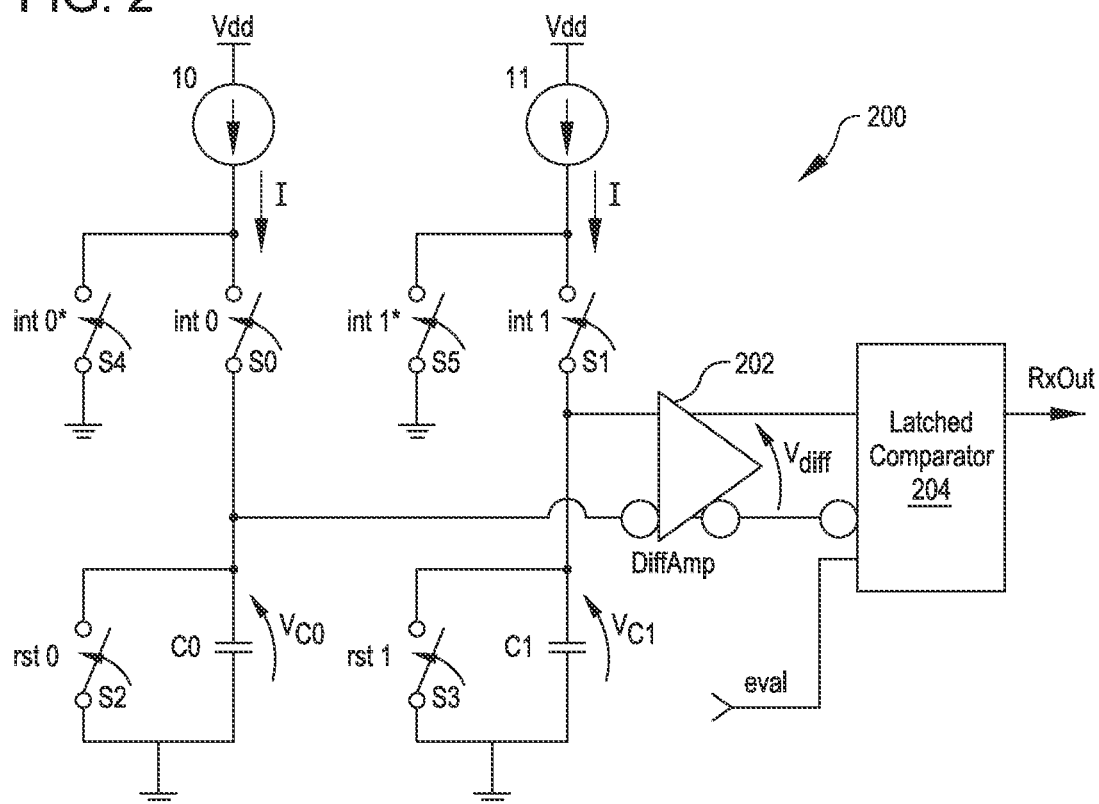 FIG. 2
Vdd
Vdd
10
11
200
I
I
int 0*
int 0
int 1*
int 1
S4
S0
S5
S1
202
RxOut
Latched
Comparator
204
Vdiff
DiffAmp
rst 0
C0
VC0
rst 1
C1
VC1
S2
S3
eval